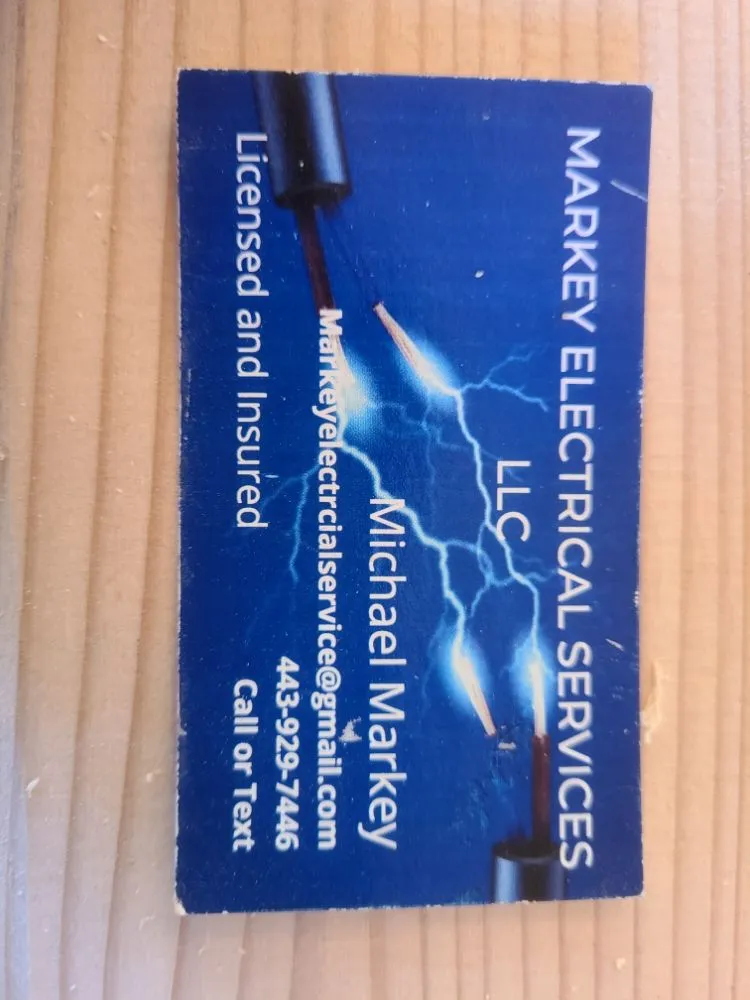 MARKEY ELECTRICAL SERVICES
LLC
Michael Markey
Markeyelectrcialservice@gmail.com
443-929-7446
Licensed and Insured
Call or Text